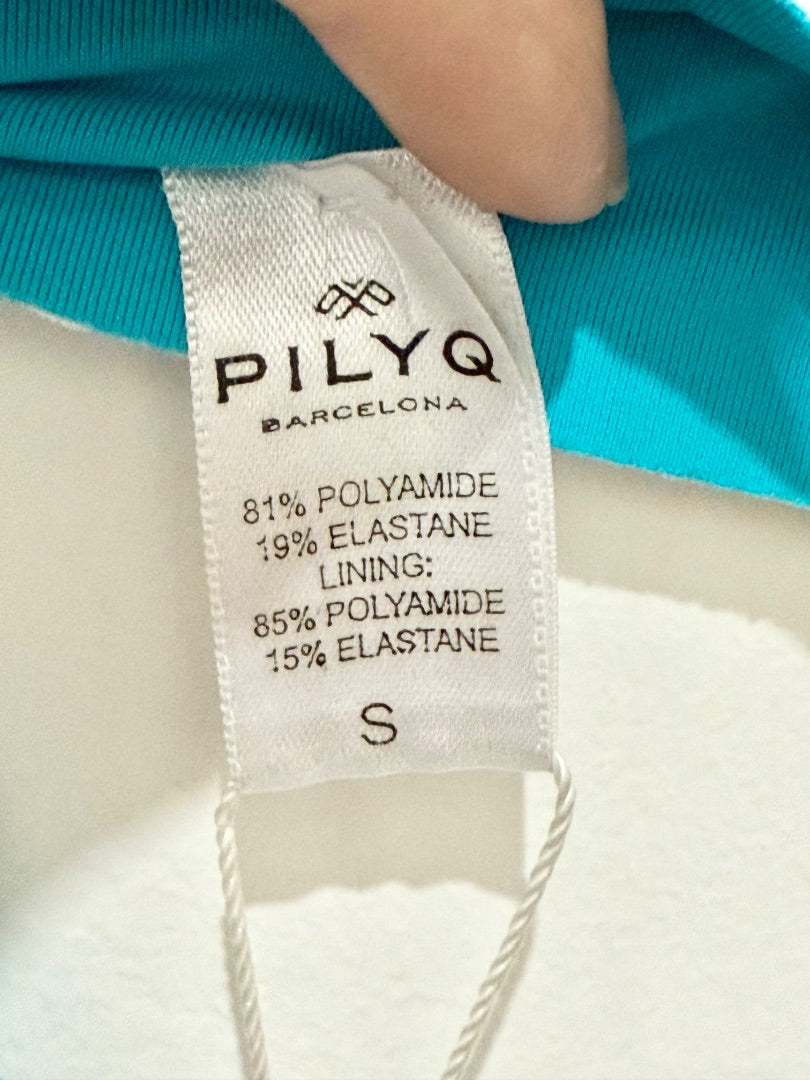 PILYQ
BARCELONA
81% POLYAMIDE
19% ELASTANE
LINING:
85% POLYAMIDE
15% ELASTANE
S